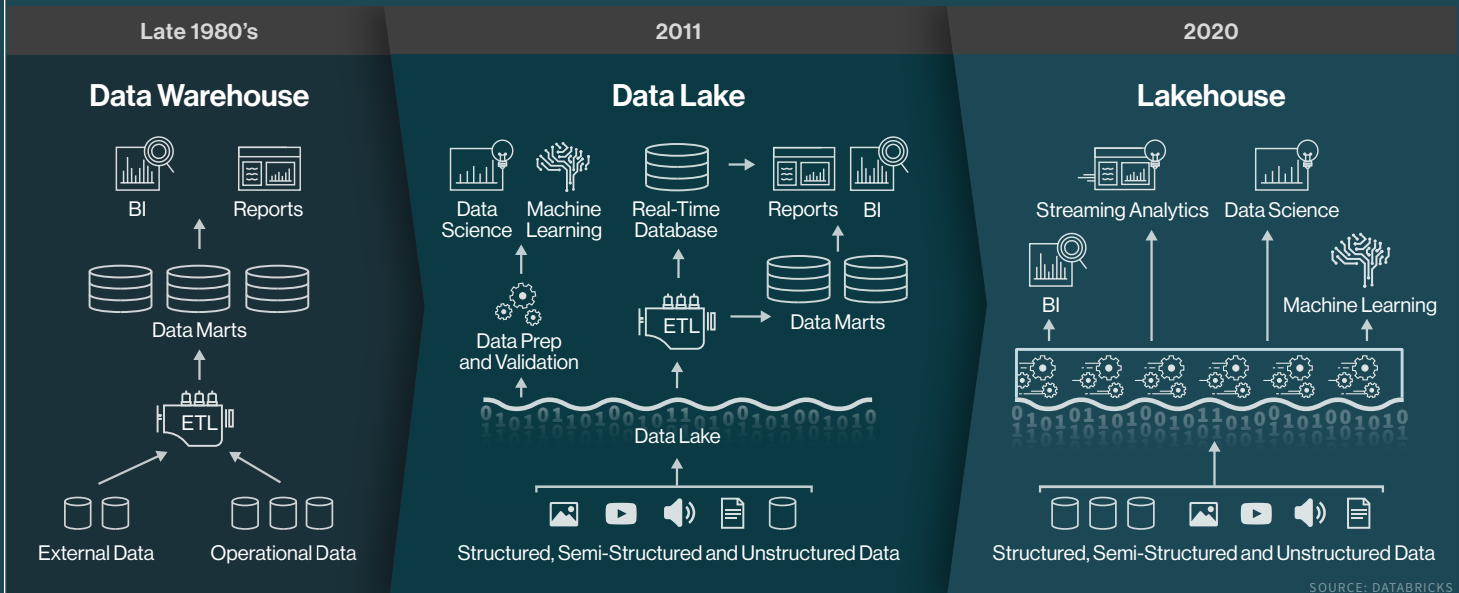 Late 1980's
Data Warehouse
BI
Reports
Data Marts
ETL
External Data
Operational Data
2011
Data Lake
Data
Science
Machine
Learning
Real-Time
Database
Reports
BI
Data Prep
and Validation
ETL
Data Marts
Data Lake
Structured, Semi-Structured and Unstructured Data
2020
Lakehouse
Streaming Analytics
Data Science
BI
Machine Learning
Structured, Semi-Structured and Unstructured Data
SOURCE: DATABRICKS